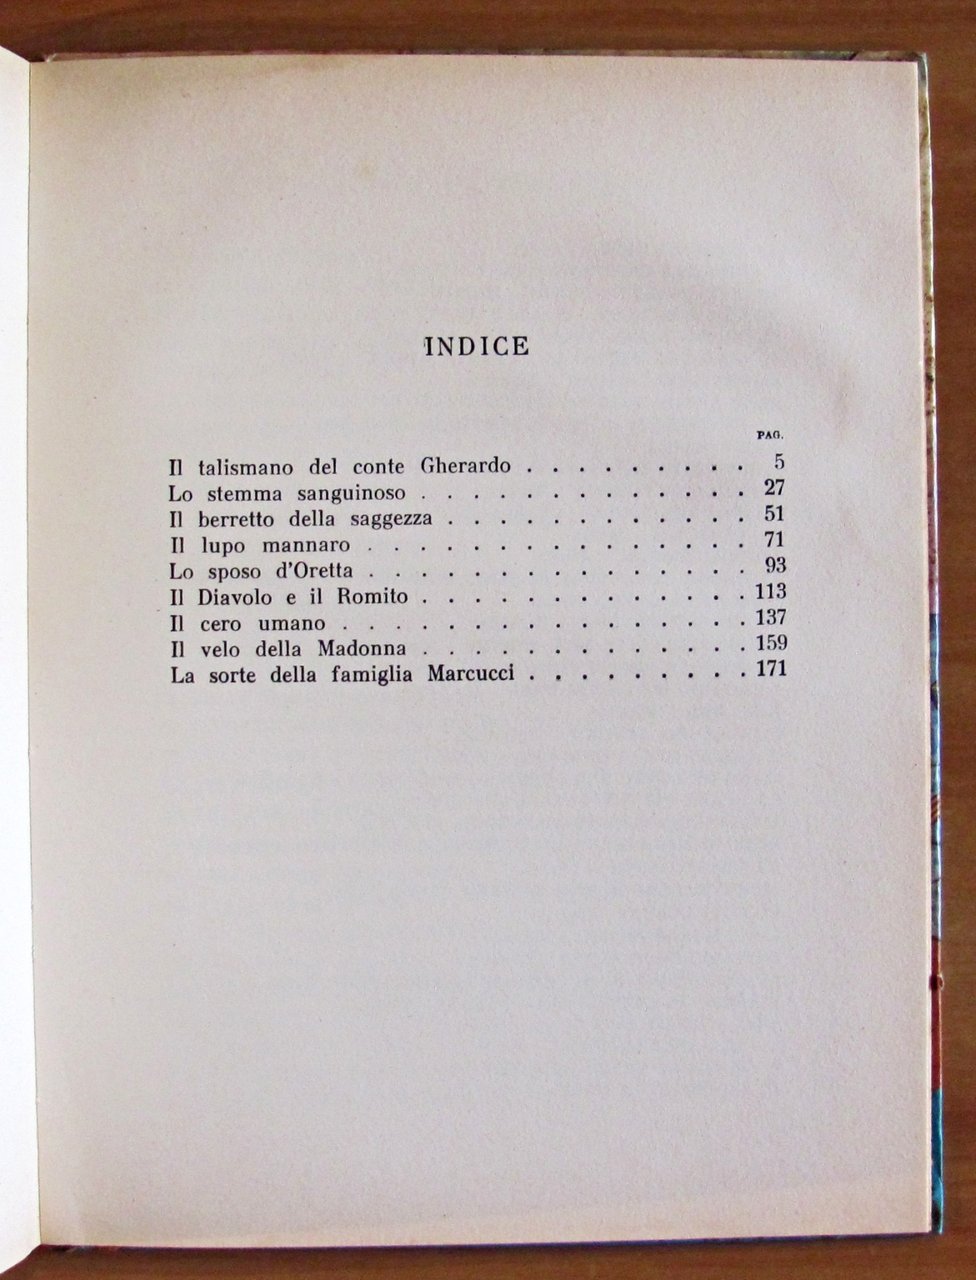 INDICE
PAG.
Il talismano del conte Gherardo . . . . . . . . . 5
Lo stemma sanguinoso . . . . . . . . . . . . . 27
Il berretto della saggezza . . . . . . . . . . . . 51
Il lupo mannaro . . . . . . . . . . . . . . . 71
Lo sposo d'Oretta . . . . . . . . . . . . . . . 93
Il Diavolo e il Romito . . . . . . . . . . . . . 113
Il cero umano . . . . . . . . . . . . . . . . 137
Il velo della Madonna . . . . . . . . . . . . . 159
La sorte della famiglia Marcucci . . . . . . . . . 171